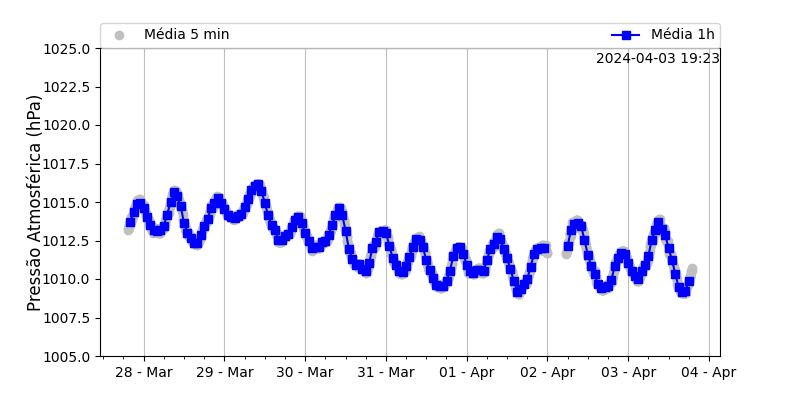 Média 5 min
Média 1h
2024-04-03 19:23
Pressão Atmosférica (hPa)
1025.0
1022.5
1020.0
1017.5
1015.0
1012.5
1010.0
1007.5
1005.0
28 - Mar
29 - Mar
30 - Mar
31 - Mar
01 - Apr
02 - Apr
03 - Apr
04 - Apr